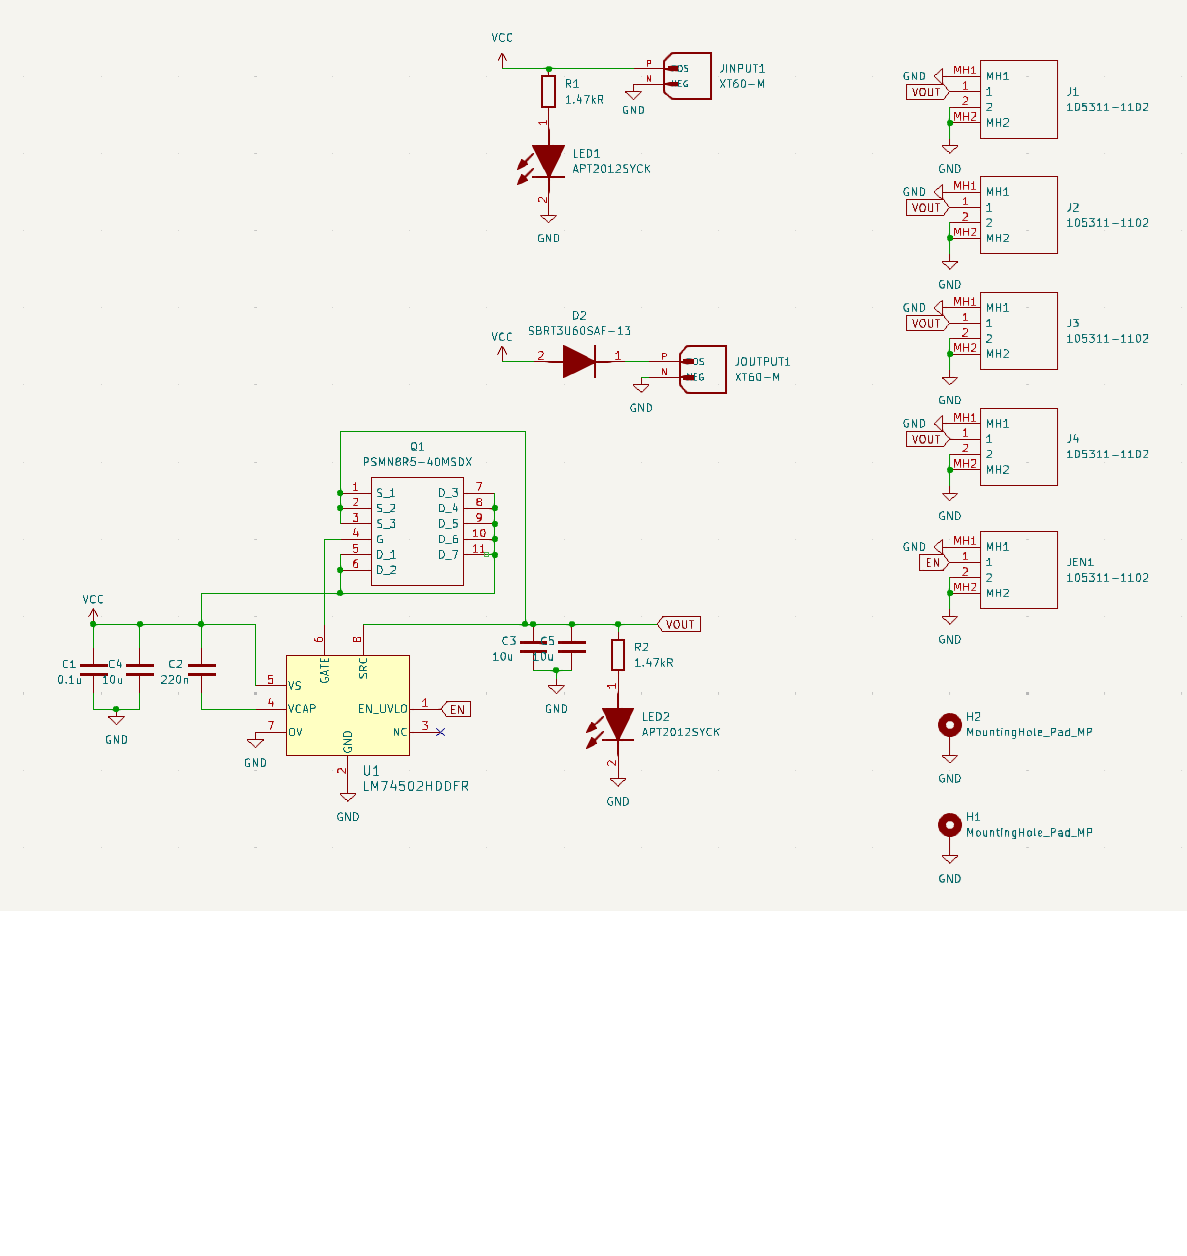 VCC
P
POS
N
NEG
JINPUT1
XT60-M
GND
R1
1.47kR
1
LED1
APT2012SYCK
2
GND
GND
VOUT
MH1
1
2
MH2
MH1
1
2
MH2
J1
105311-1102
GND
GND
VOUT
MH1
1
2
MH2
MH1
1
2
MH2
J2
105311-1102
GND
GND
VOUT
MH1
1
2
MH2
MH1
1
2
MH2
J3
105311-1102
GND
GND
VOUT
MH1
1
2
MH2
MH1
1
2
MH2
J4
105311-1102
GND
GND
EN
MH1
1
2
MH2
MH1
1
2
MH2
JEN1
105311-1102
GND
D2
SBRT3U60SAF-13
VCC
2
1
P
POS
N
NEG
JOUTPUT1
XT60-M
GND
Q1
PSMN8R5-40MSDX
1
S_1
D_3
7
2
S_2
D_4
8
3
S_3
D_5
9
4
G
D_6
10
5
D_1
D_7
11
6
D_2
VCC
C1
0.1u
C4
10u
C2
220n
GND
6
GATE
8
SRC
5
VS
4
VCAP
7
OV
GND
EN_UVLO
1
EN
NC
3
GND
2
U1
LM74502HDDFR
GND
C3
10u
C5
10u
GND
VOUT
R2
1.47kR
1
LED2
APT2012SYCK
2
GND
H2
MountingHole_Pad_MP
GND
H1
MountingHole_Pad_MP
GND